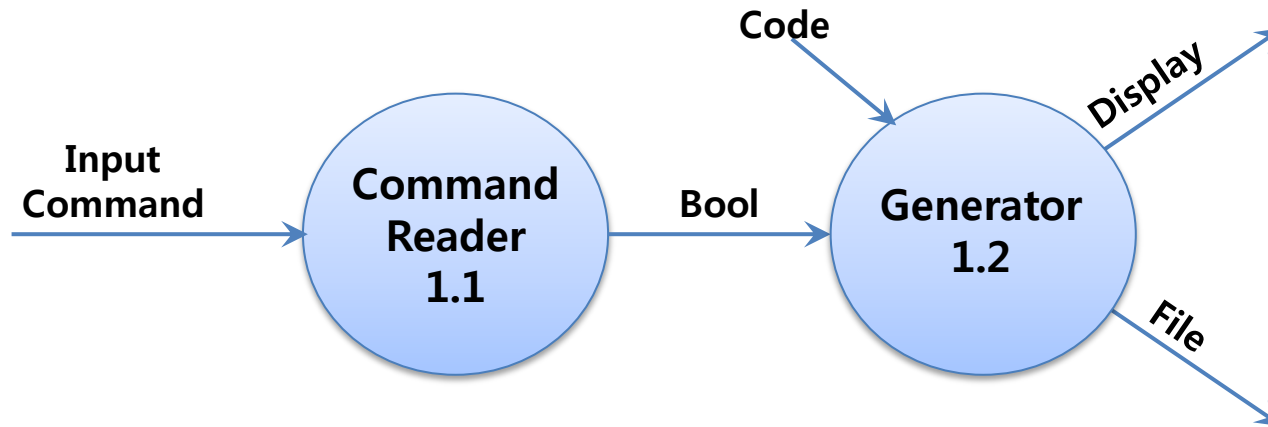 Code
Display
Input
Command
Command
Reader
1.1
Bool
Generator
1.2
File